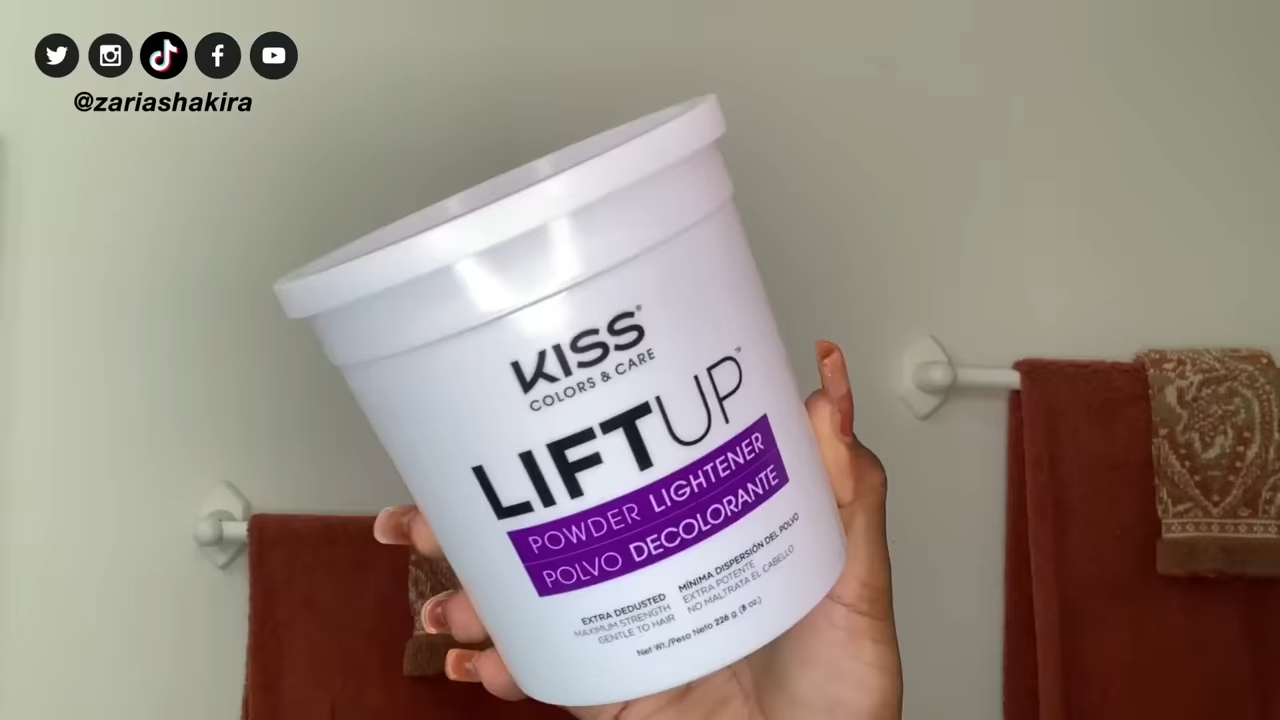 @zariashakira
KISS®
COLORS & CARE
LIFTUP™
POWDER LIGHTENER
POLVO DECOLORANTE
EXTRA DEDUSTED
MAXIMUM STRENGTH
GENTLE TO HAIR
MÍNIMA DISPERSIÓN DEL POLVO
EXTRA POTENTE
NO MALTRATA EL CABELLO
Net Wt./Peso Neto 226 g (8 oz.)